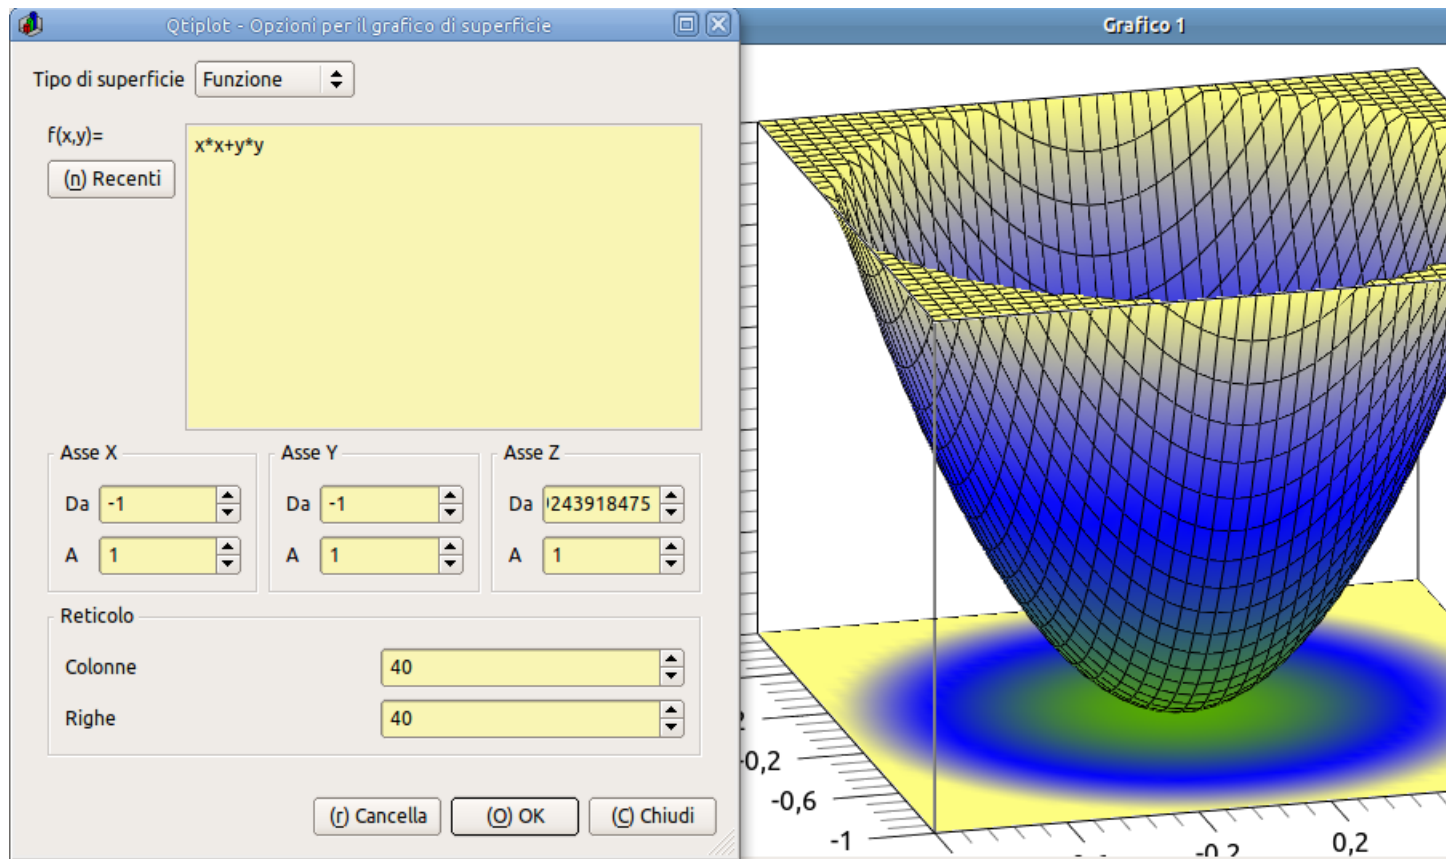 Qtiplot - Opzioni per il grafico di superficie
Grafico 1
Tipo di superficie Funzione
f(x,y)=
x*x+y*y
(n) Recenti
Asse X
Asse Y
Asse Z
Da -1
Da -1
Da 243918475
A 1
A 1
A 1
Reticolo
Colonne 40
Righe 40
(r) Cancella
(O) OK
(C) Chiudi
-0,2
-0,6
-1
-0,2
0,2